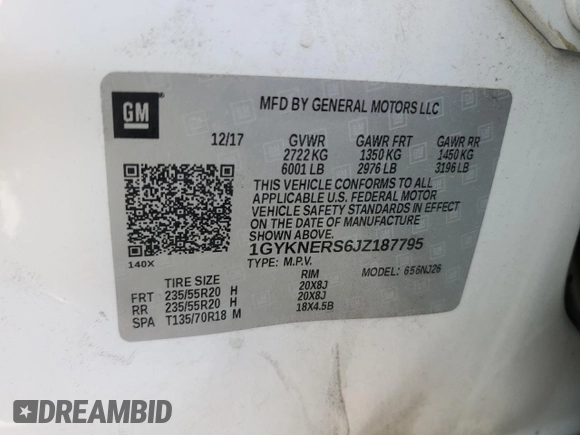 GM
MFD BY GENERAL MOTORS LLC
12/17 GVWR GAWR FRT GAWR RR
2722 KG 1350 KG 1450 KG
6001 LB 2976 LB 3196 LB
THIS VEHICLE CONFORMS TO ALL
APPLICABLE U.S. FEDERAL MOTOR
VEHICLE SAFETY STANDARDS IN EFFECT
ON THE DATE OF MANUFACTURE
SHOWN ABOVE.
1GYKNERS6JZ187795
140X
TYPE: M.P.V. MODEL: 656NJ26
TIRE SIZE RIM
FRT 235/55R20 H 20X8J
RR 235/55R20 H 20X8J
SPA T135/70R18 M 18X4.5B
DREAMBID